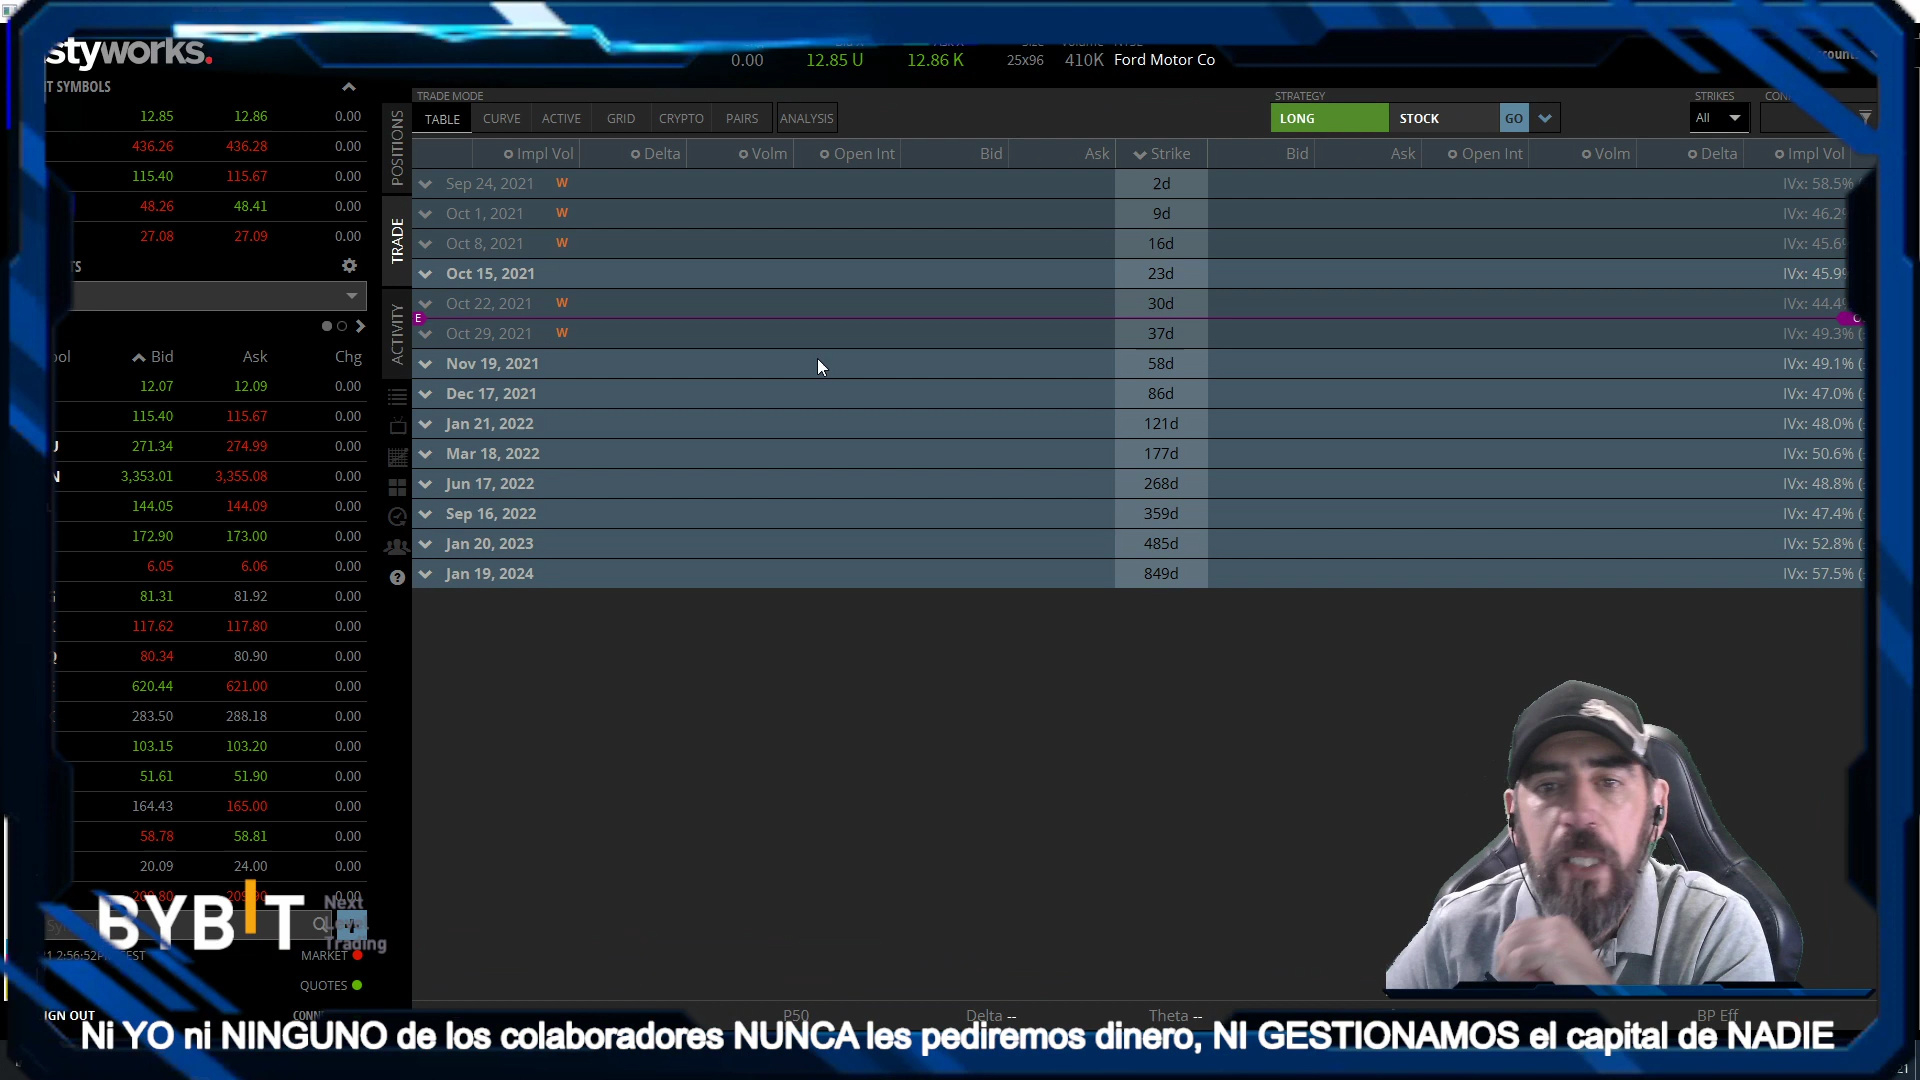 styworks.
0.00 12.85 U 12.86 K 25x96 410K Ford Motor Co
T SYMBOLS
12.85 12.86 0.00
436.26 436.28 0.00
115.40 115.67 0.00
48.26 48.41 0.00
27.08 27.09 0.00
TS
Bid Ask Chg
12.07 12.09 0.00
115.40 115.67 0.00
271.34 274.99 0.00
3,353.01 3,355.08 0.00
144.05 144.09 0.00
172.90 173.00 0.00
6.05 6.06 0.00
81.31 81.92 0.00
117.62 117.80 0.00
80.34 80.90 0.00
620.44 621.00 0.00
283.50 288.18 0.00
103.15 103.20 0.00
51.61 51.90 0.00
164.43 165.00 0.00
58.78 58.81 0.00
20.09 24.00 0.00
BYBIT
Next
Trading
MARKET
QUOTES
IGN OUT
POSITIONS
TRADE
ACTIVITY
TRADE MODE
TABLE CURVE ACTIVE GRID CRYPTO PAIRS ANALYSIS
STRATEGY
LONG STOCK GO
STRIKES
All
Impl Vol Delta Volm Open Int Bid Ask Strike Bid Ask Open Int Volm Delta Impl Vol
Sep 24, 2021 W 2d IVx: 58.5%
Oct 1, 2021 W 9d IVx: 46.2%
Oct 8, 2021 W 16d IVx: 45.6%
Oct 15, 2021 23d IVx: 45.9%
Oct 22, 2021 W 30d IVx: 44.4%
E
Oct 29, 2021 W 37d IVx: 49.3%
Nov 19, 2021 58d IVx: 49.1%
Dec 17, 2021 86d IVx: 47.0%
Jan 21, 2022 121d IVx: 48.0%
Mar 18, 2022 177d IVx: 50.6%
Jun 17, 2022 268d IVx: 48.8%
Sep 16, 2022 359d IVx: 47.4%
Jan 20, 2023 485d IVx: 52.8%
Jan 19, 2024 849d IVx: 57.5%
P50 Delta -- Theta -- BP Eff
Ni YO ni NINGUNO de los colaboradores NUNCA les pediremos dinero, NI GESTIONAMOS el capital de NADIE